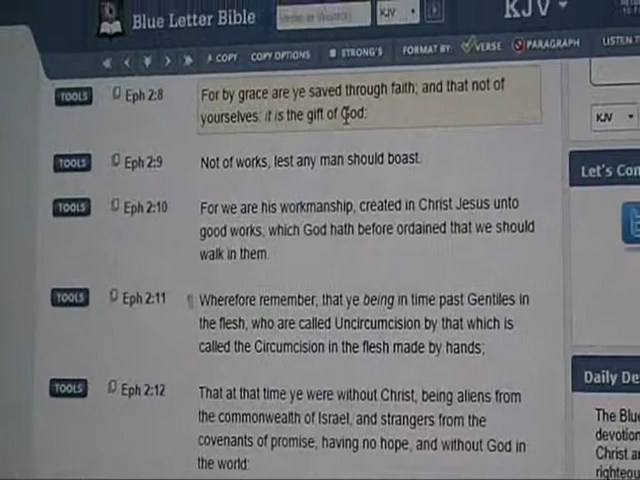 Blue Letter Bible
KJV
KJV
COPY COPY OPTIONS STRONG'S FORMAT BY: VERSE PARAGRAPH LISTEN
TOOLS Eph 2:8 For by grace are ye saved through faith; and that not of
yourselves: it is the gift of God:
KJV
TOOLS Eph 2:9 Not of works, lest any man should boast.
Let's Con
TOOLS Eph 2:10 For we are his workmanship, created in Christ Jesus unto
good works, which God hath before ordained that we should
walk in them.
TOOLS Eph 2:11 ¶ Wherefore remember, that ye being in time past Gentiles in
the flesh, who are called Uncircumcision by that which is
called the Circumcision in the flesh made by hands;
Daily De
TOOLS Eph 2:12 That at that time ye were without Christ, being aliens from
the commonwealth of Israel, and strangers from the
covenants of promise, having no hope, and without God in
the world:
The Blue
devotion
Christ a
righteou